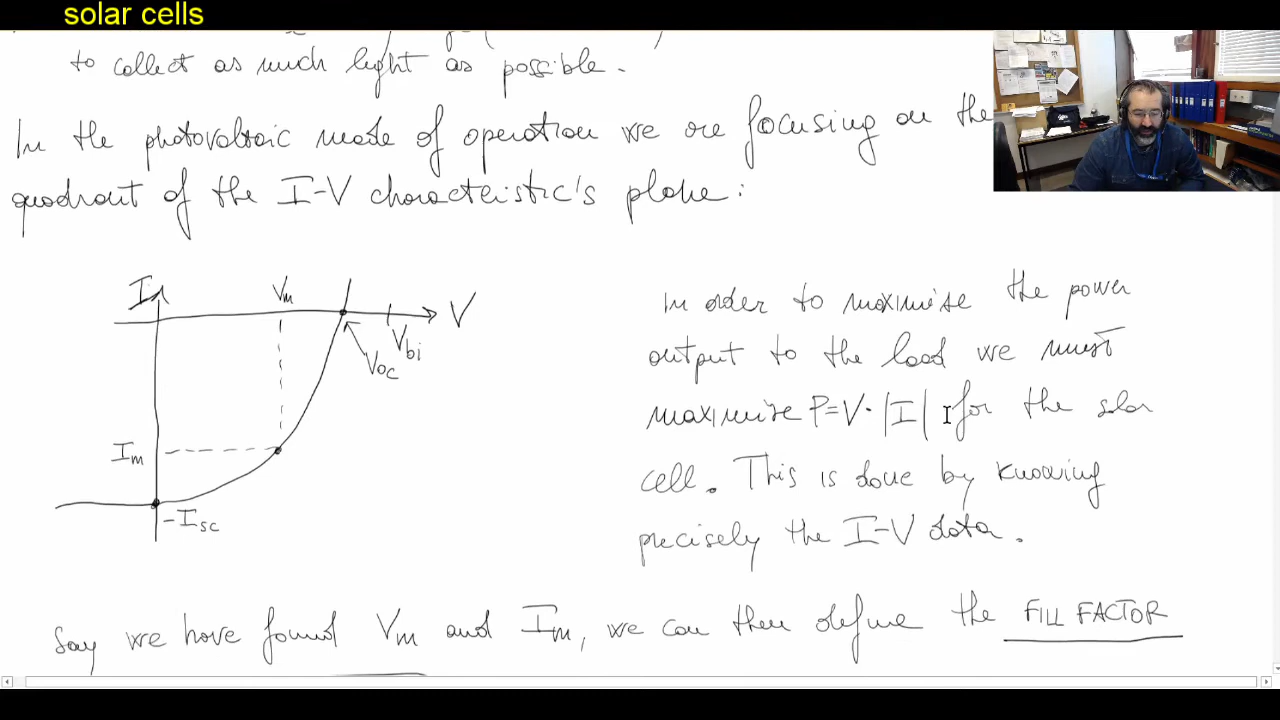 solar cells
to collect as much light as possible.
In the photovoltaic mode of operation we are focusing on the
quadrant of the I-V characteristic's plane:
I
Vm
V
Vbi
Voc
Im
-Isc
In order to maximise the power
output to the load we must
maximize P=V·|I| for the solar
cell. This is done by knowing
precisely the I-V data.
Say we have found Vm and Im, we can then define the FILL FACTOR